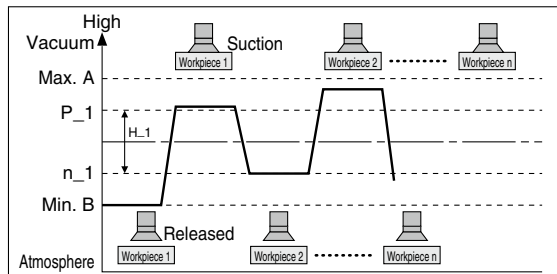 High
Vacuum
Suction
Workpiece 1
Workpiece 2
Workpiece n
Max. A
P_1
H_1
n_1
Min. B
Released
Workpiece 1
Workpiece 2
Workpiece n
Atmosphere